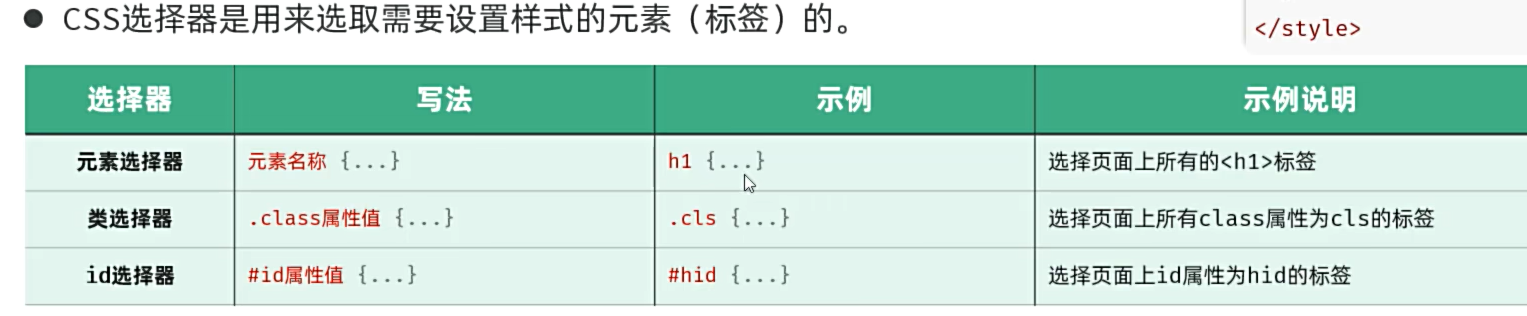 ● CSS选择器是用来选取需要设置样式的元素（标签）的。
</style>
选择器 写法 示例 示例说明
元素选择器 元素名称 {...} h1 {...} 选择页面上所有的<h1>标签
类选择器 .class属性值 {...} .cls {...} 选择页面上所有class属性为cls的标签
id选择器 #id属性值 {...} #hid {...} 选择页面上id属性为hid的标签